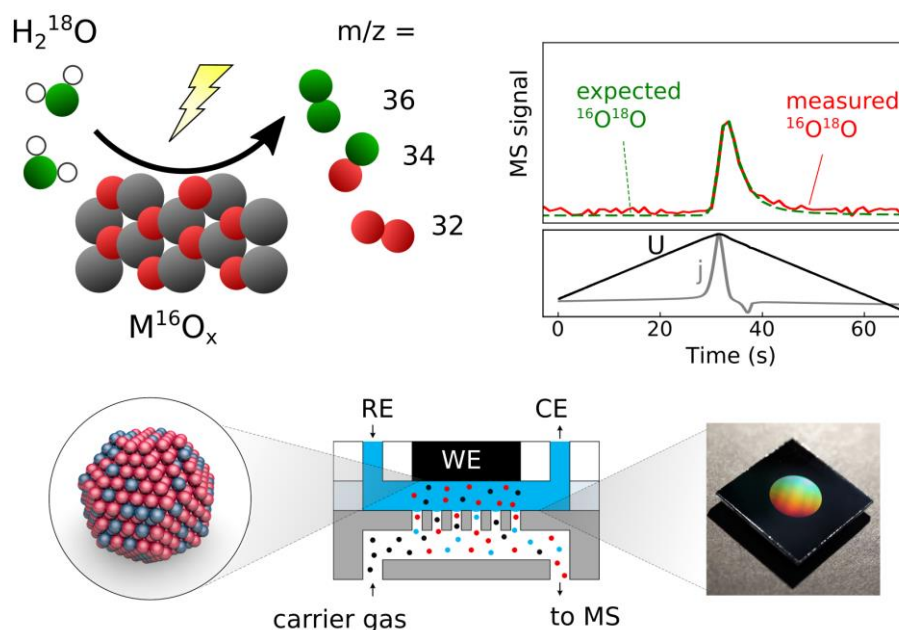 H₂¹⁸O
m/z =
36
34
32
M¹⁶Oₓ
MS signal
expected
¹⁶O¹⁸O
measured
¹⁶O¹⁸O
U
j
0
20
40
60
Time (s)
RE
CE
WE
carrier gas
to MS